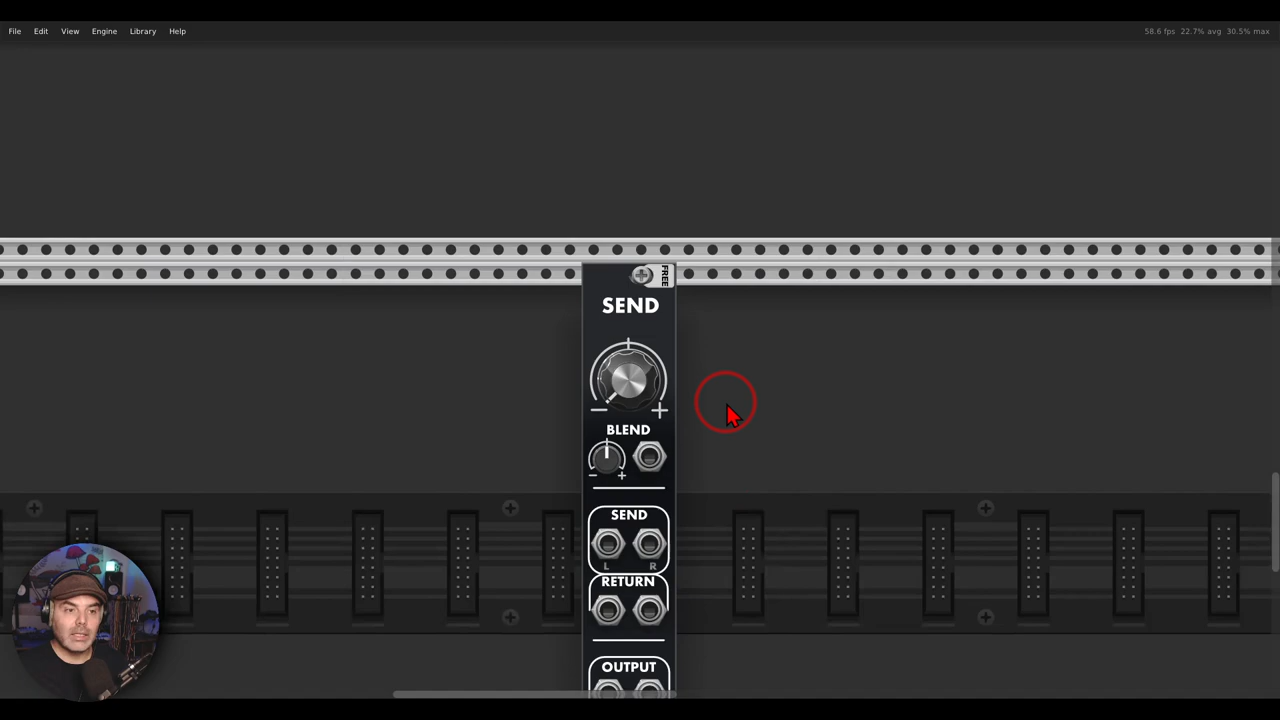 File Edit View Engine Library Help
58.6 fps 22.7% avg 30.5% max
FREE
SEND
− +
BLEND
− +
SEND
L R
RETURN
OUTPUT